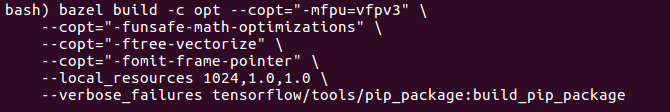 bash) bazel build -c opt --copt="-mfpu=vfpv3" \
--copt="-funsafe-math-optimizations" \
--copt="-ftree-vectorize" \
--copt="-fomit-frame-pointer" \
--local_resources 1024,1.0,1.0 \
--verbose_failures tensorflow/tools/pip_package:build_pip_package